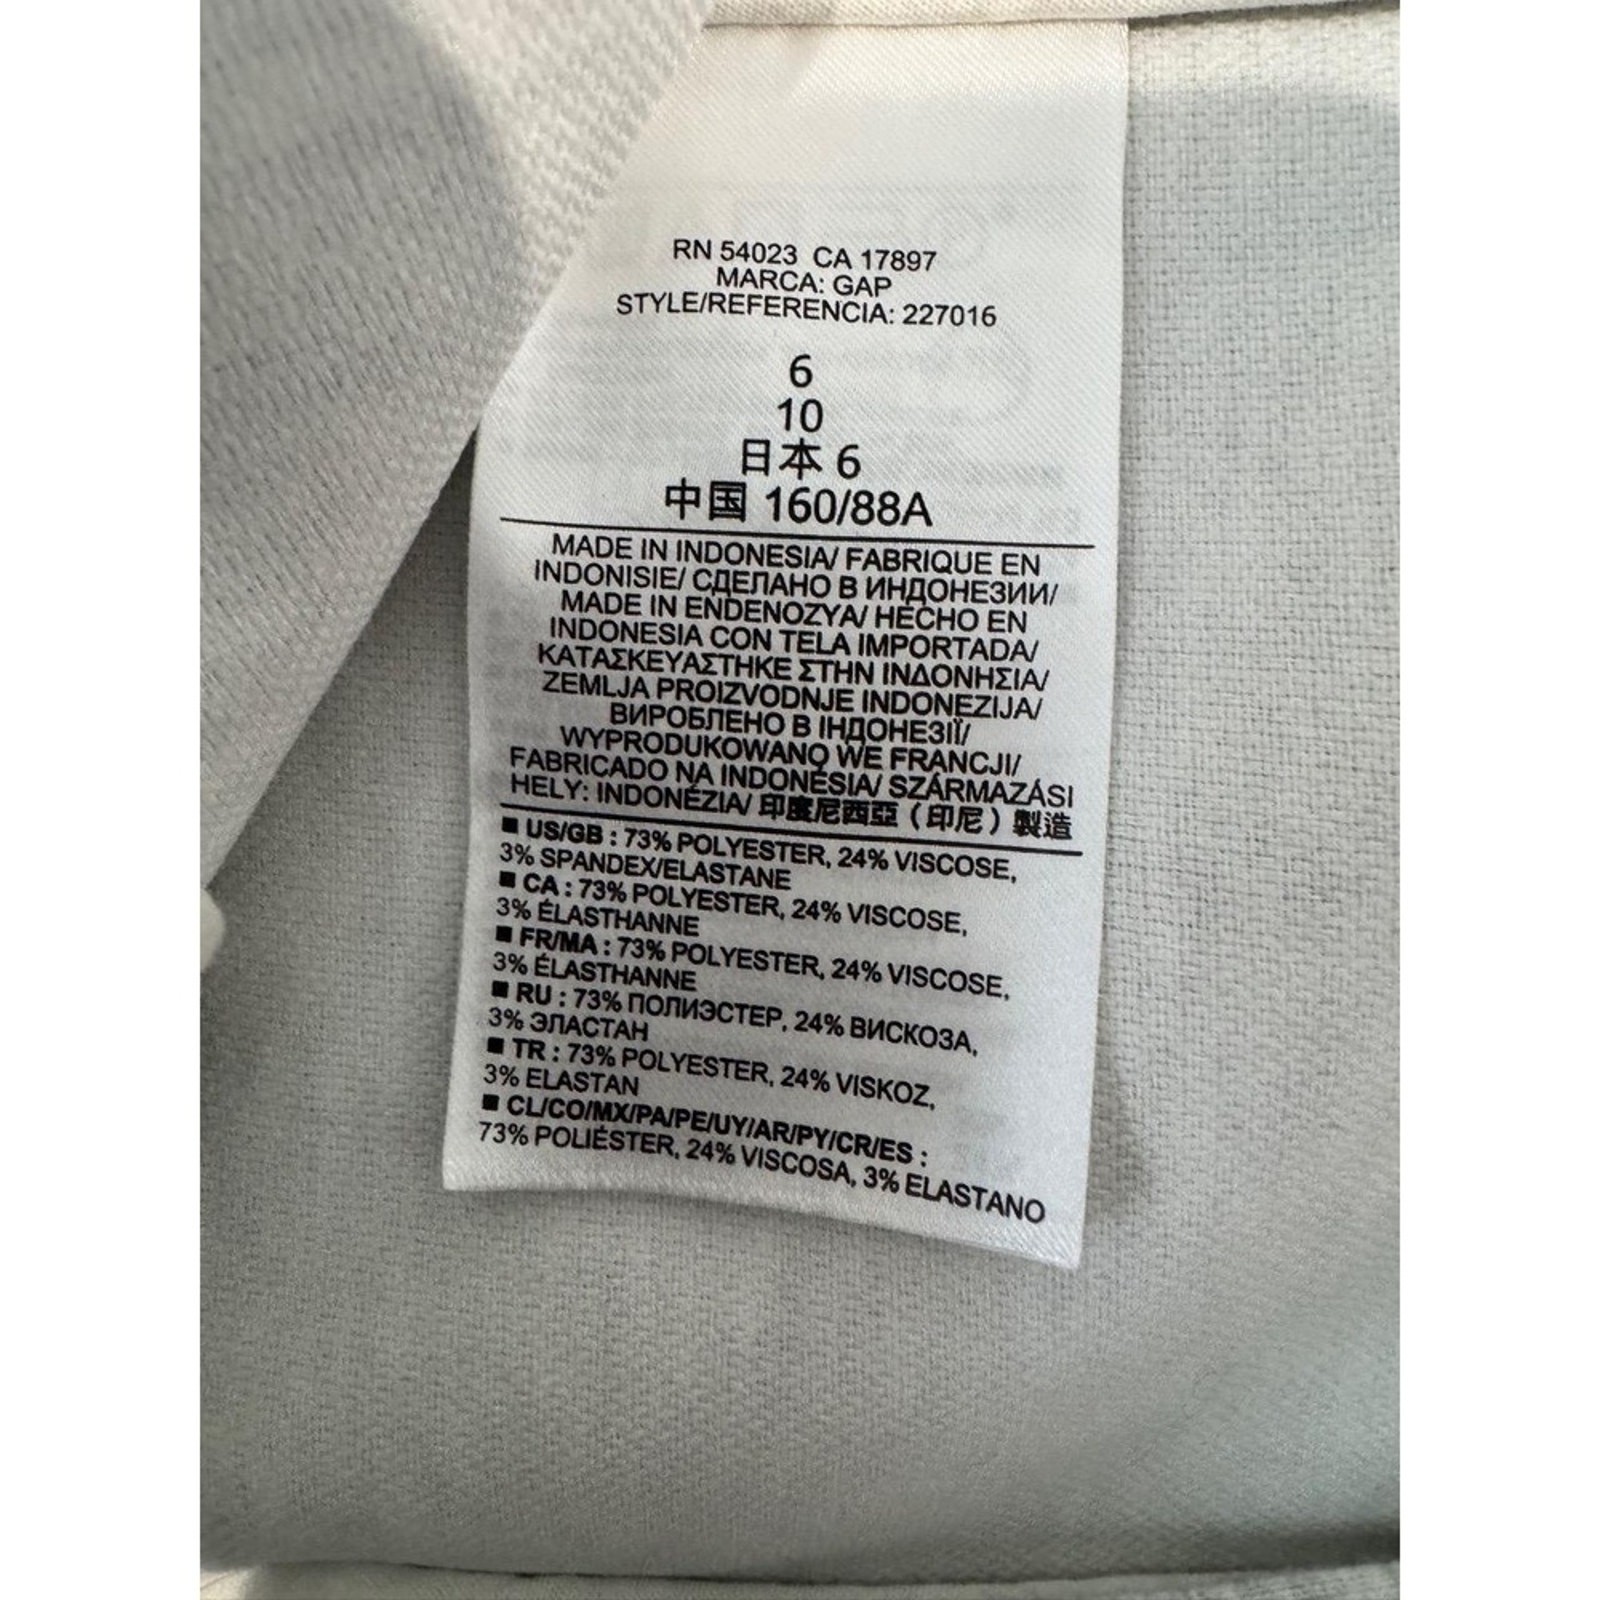 RN 54023 CA 17897
MARCA: GAP
STYLE/REFERENCIA: 227016
6
10
日本 6
中国 160/88A
MADE IN INDONESIA/ FABRIQUE EN
INDONISIE/ СДЕЛАНО В ИНДОНЕЗИИ/
MADE IN ENDENOZYA/ HECHO EN
INDONESIA CON TELA IMPORTADA/
ΚΑΤΑΣΚΕΥΑΣΤΗΚΕ ΣΤΗΝ ΙΝΔΟΝΗΣΙΑ/
ZEMLJA PROIZVODNJE INDONEZIJA/
ВИРОБЛЕНО В ІНДОНЕЗІЇ/
WYPRODUKOWANO WE FRANCJI/
FABRICADO NA INDONÉSIA/ SZÁRMAZÁSI
HELY: INDONÉZIA/ 印度尼西亞（印尼）製造
■ US/GB : 73% POLYESTER, 24% VISCOSE,
3% SPANDEX/ELASTANE
■ CA : 73% POLYESTER, 24% VISCOSE,
3% ÉLASTHANNE
■ FR/MA : 73% POLYESTER, 24% VISCOSE,
3% ÉLASTHANNE
■ RU : 73% ПОЛИЭСТЕР, 24% ВИСКОЗА,
3% ЭЛАСТАН
■ TR : 73% POLYESTER, 24% VISKOZ,
3% ELASTAN
■ CL/CO/MX/PA/PE/UY/AR/PY/CR/ES :
73% POLIÉSTER, 24% VISCOSA, 3% ELASTANO